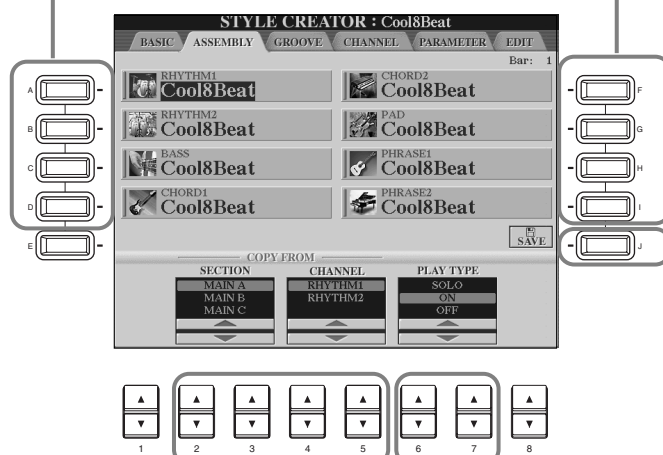 STYLE CREATOR : Cool8Beat
BASIC ASSEMBLY GROOVE CHANNEL PARAMETER EDIT
Bar: 1
RHYTHM1
Cool8Beat
CHORD2
Cool8Beat
RHYTHM2
Cool8Beat
PAD
Cool8Beat
BASS
Cool8Beat
PHRASE1
Cool8Beat
CHORD1
Cool8Beat
PHRASE2
Cool8Beat
A
B
C
D
E
F
G
H
I
J
SAVE
COPY FROM
SECTION CHANNEL PLAY TYPE
MAIN A RHYTHM1 SOLO
MAIN B RHYTHM2 ON
MAIN C OFF
1 2 3 4 5 6 7 8